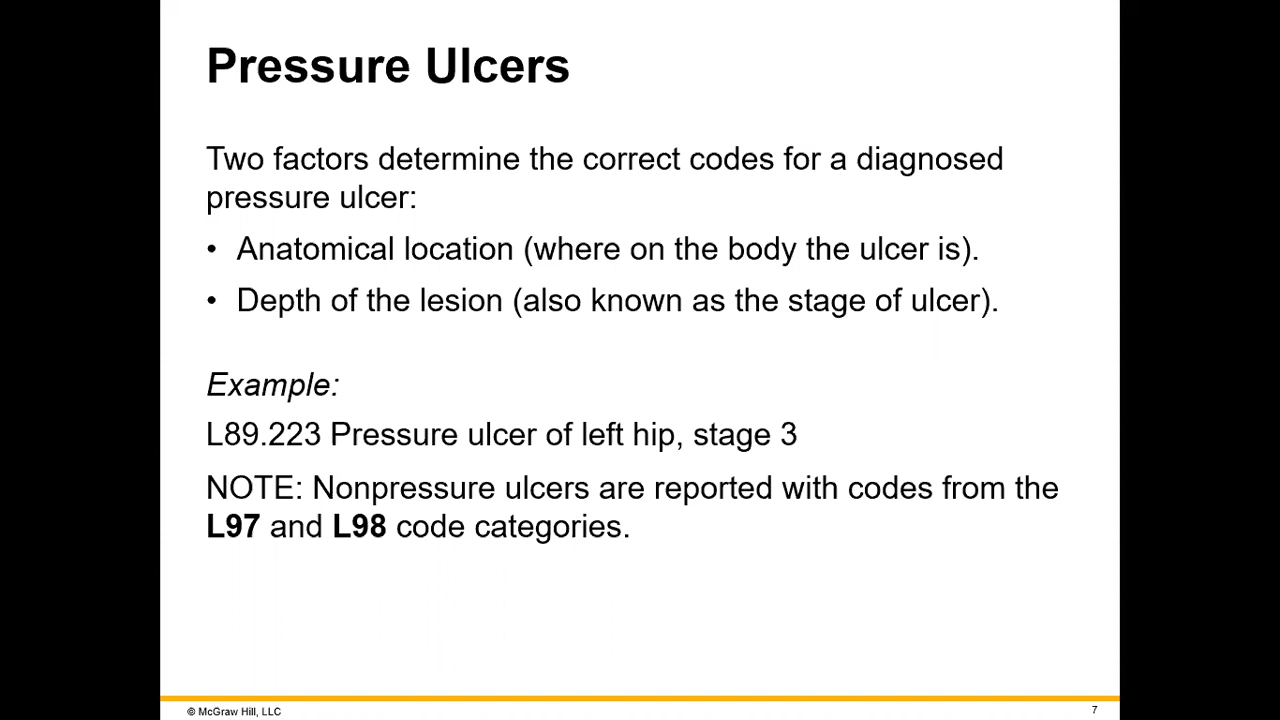 Pressure Ulcers
Two factors determine the correct codes for a diagnosed
pressure ulcer:
• Anatomical location (where on the body the ulcer is).
• Depth of the lesion (also known as the stage of ulcer).
Example:
L89.223 Pressure ulcer of left hip, stage 3
NOTE: Nonpressure ulcers are reported with codes from the
L97 and L98 code categories.
© McGraw Hill, LLC
7